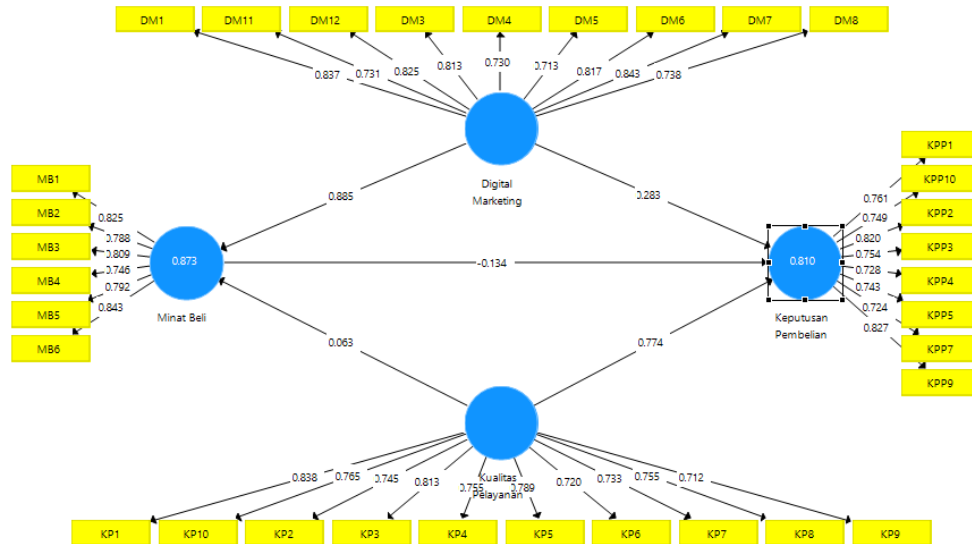 DM1 DM11 DM12 DM3 DM4 DM5 DM6 DM7 DM8
0.837 0.731 0.825 0.813 0.730 0.713 0.817 0.843 0.738
Digital
Marketing
KPP1
KPP10
KPP2
KPP3
KPP4
KPP5
KPP7
KPP9
0.761
0.749
0.820
0.754
0.728
0.743
0.724
0.827
MB1
MB2
MB3
MB4
MB5
MB6
0.825
0.788
0.809
0.746
0.792
0.843
0.885
0.283
0.873
-0.134
0.810
Minat Beli
Keputusan
Pembelian
0.063
0.774
Kualitas
Pelayanan
0.838 0.765 0.745 0.813 0.755 0.789 0.720 0.733 0.755 0.712
KP1 KP10 KP2 KP3 KP4 KP5 KP6 KP7 KP8 KP9